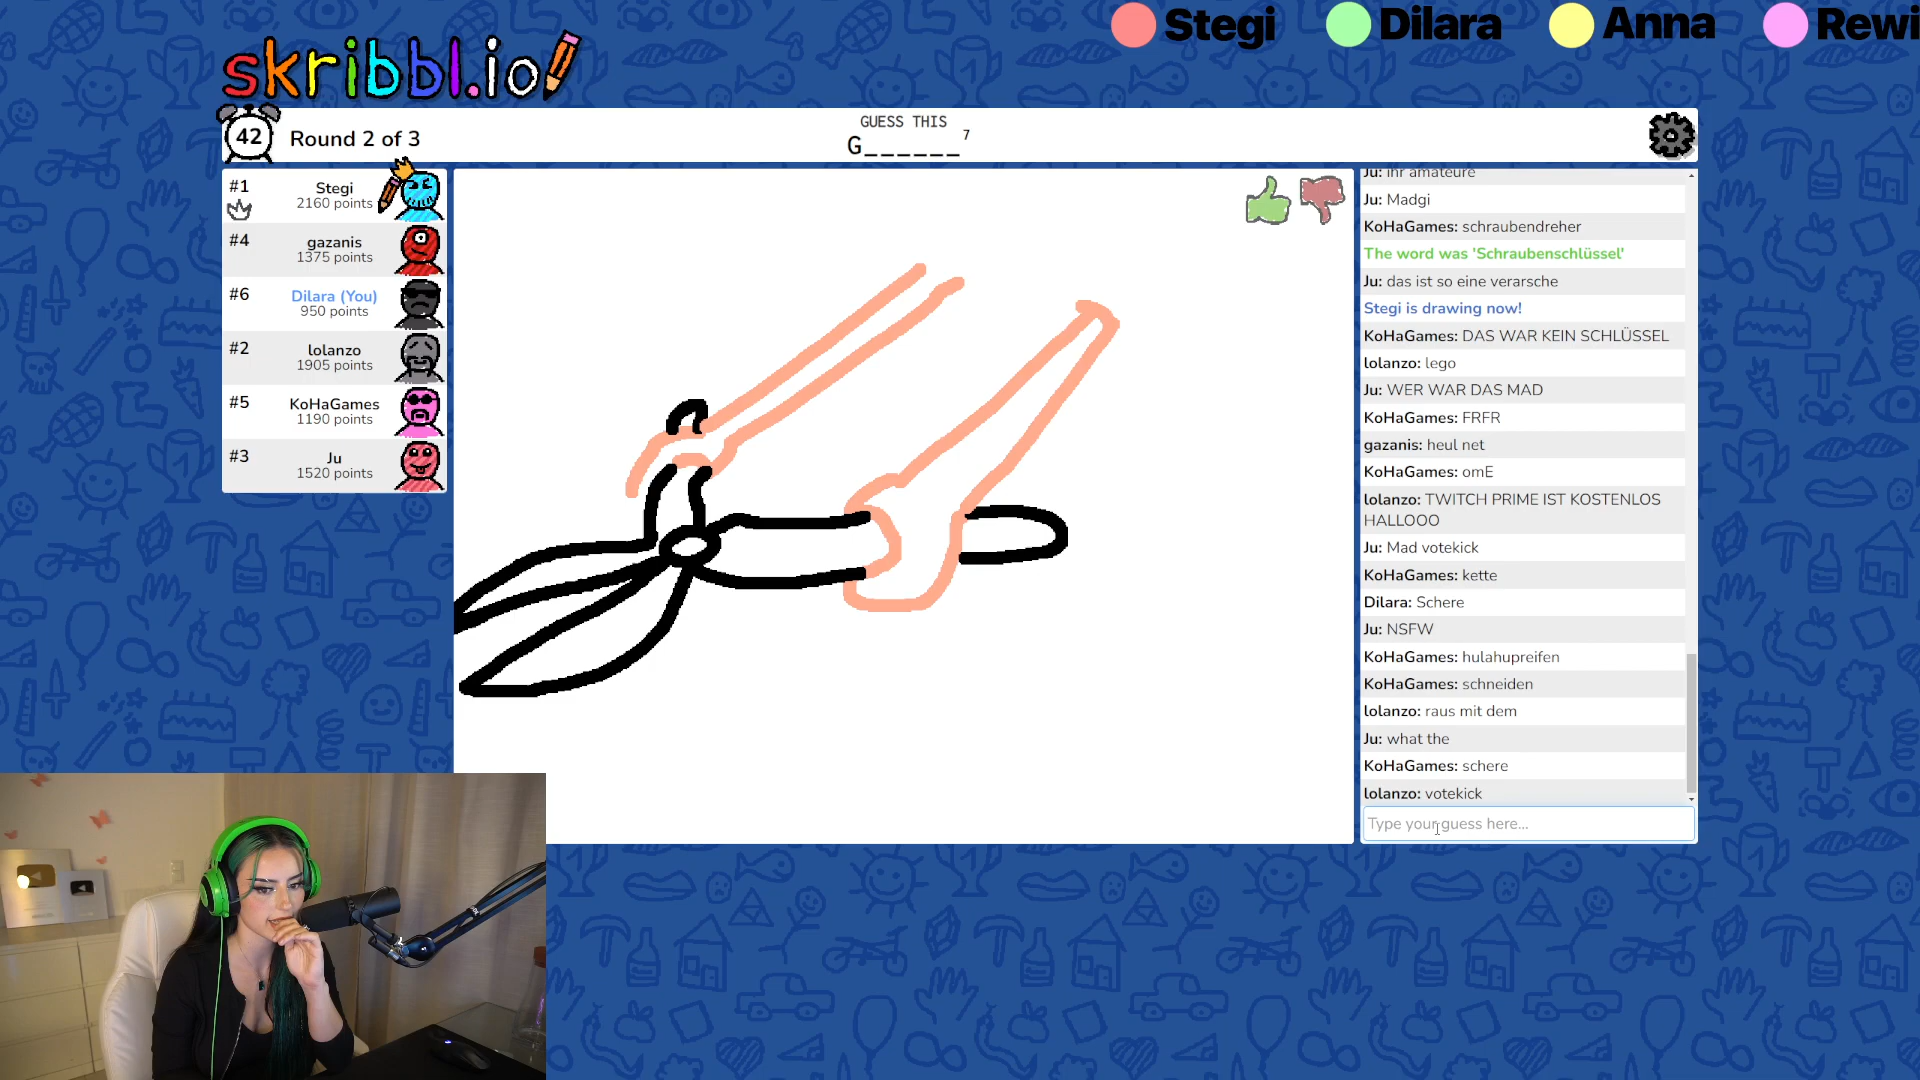 Stegi
Dilara
Anna
Rewi
skribbl.io
42
Round 2 of 3
GUESS THIS
G______ 7
#1
Stegi
2160 points
#4
gazanis
1375 points
#6
Dilara (You)
950 points
#2
lolanzo
1905 points
#5
KoHaGames
1190 points
#3
Ju
1520 points
Ju: ihr amateure
Ju: Madgi
KoHaGames: schraubendreher
The word was 'Schraubenschlüssel'
Ju: das ist so eine verarsche
Stegi is drawing now!
KoHaGames: DAS WAR KEIN SCHLÜSSEL
lolanzo: lego
Ju: WER WAR DAS MAD
KoHaGames: FRFR
gazanis: heul net
KoHaGames: omE
lolanzo: TWITCH PRIME IST KOSTENLOS
HALLOOO
Ju: Mad votekick
KoHaGames: kette
Dilara: Schere
Ju: NSFW
KoHaGames: hulahupreifen
KoHaGames: schneiden
lolanzo: raus mit dem
Ju: what the
KoHaGames: schere
lolanzo: votekick
Type your guess here...